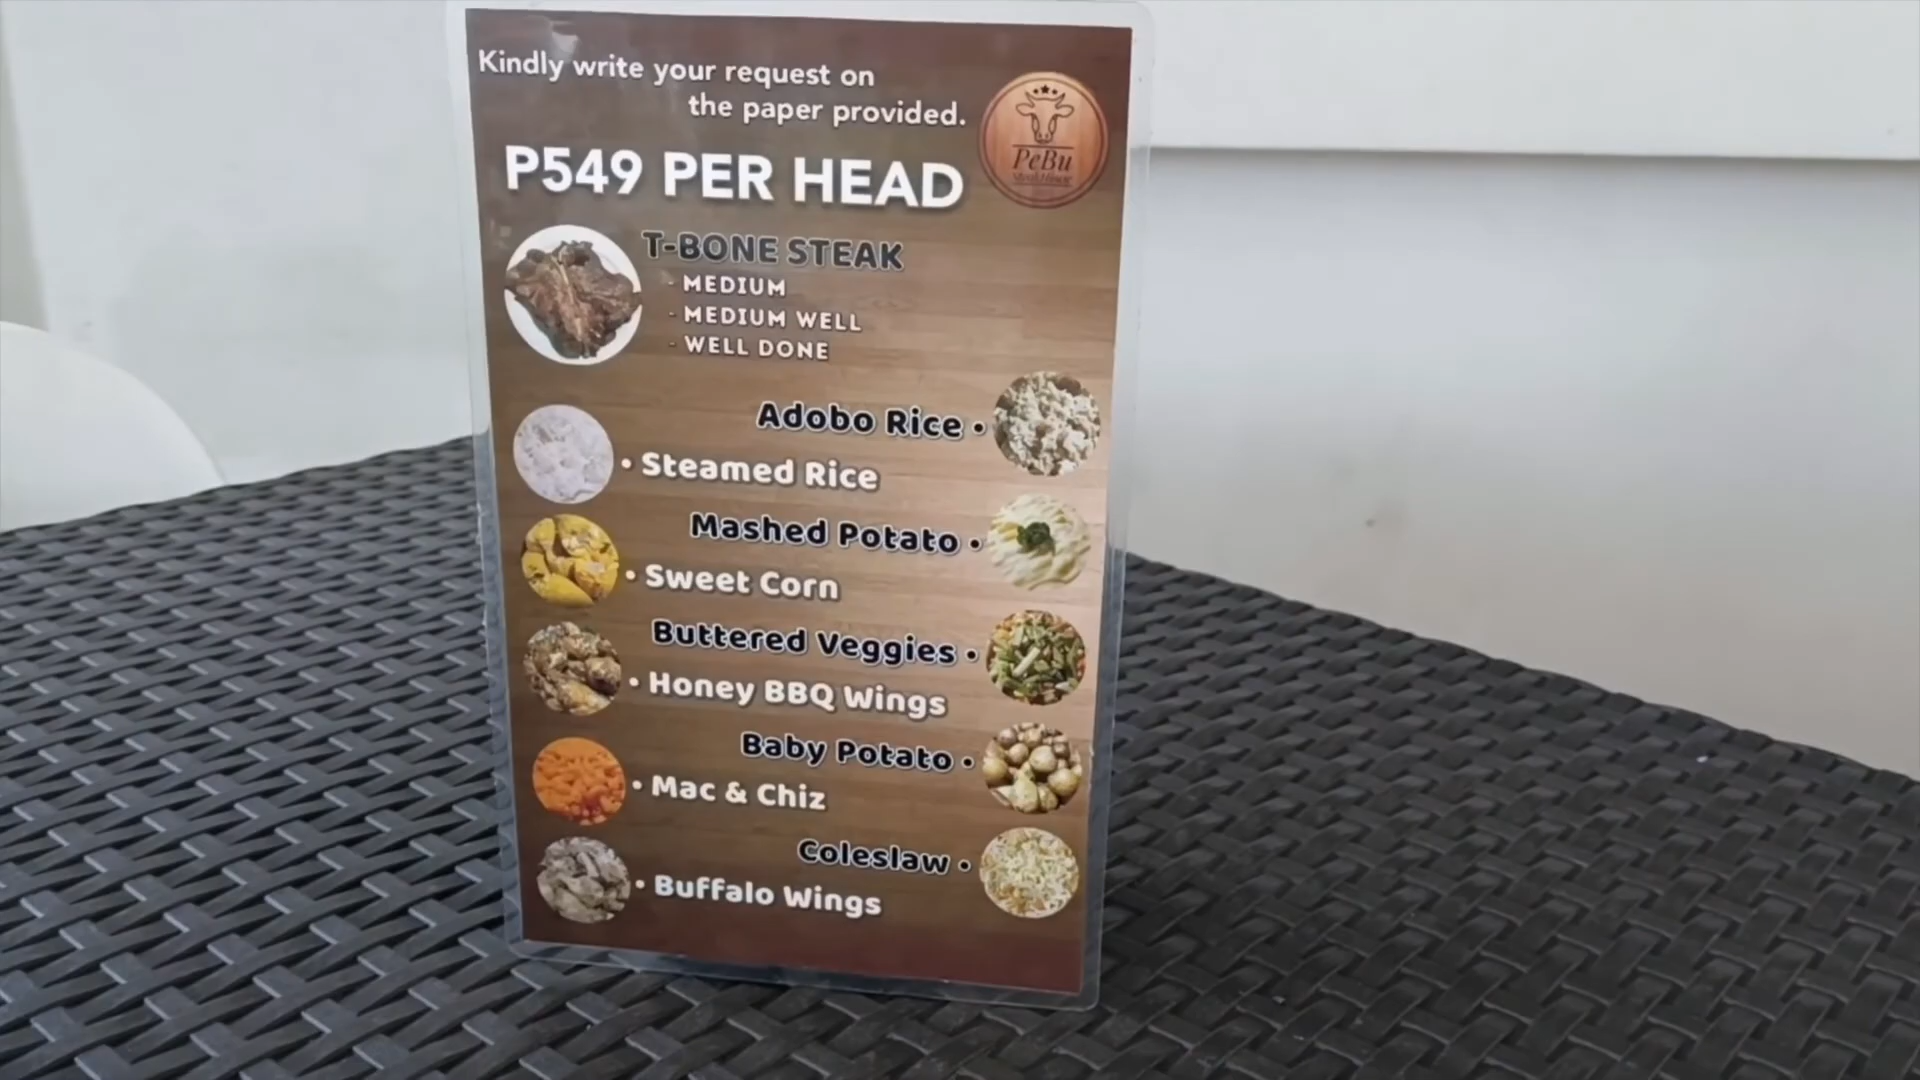 Kindly write your request on
the paper provided.
PeBu
P549 PER HEAD
T-BONE STEAK
- MEDIUM
- MEDIUM WELL
- WELL DONE
Adobo Rice •
• Steamed Rice
Mashed Potato •
• Sweet Corn
Buttered Veggies •
• Honey BBQ Wings
Baby Potato •
• Mac & Chiz
Coleslaw •
• Buffalo Wings